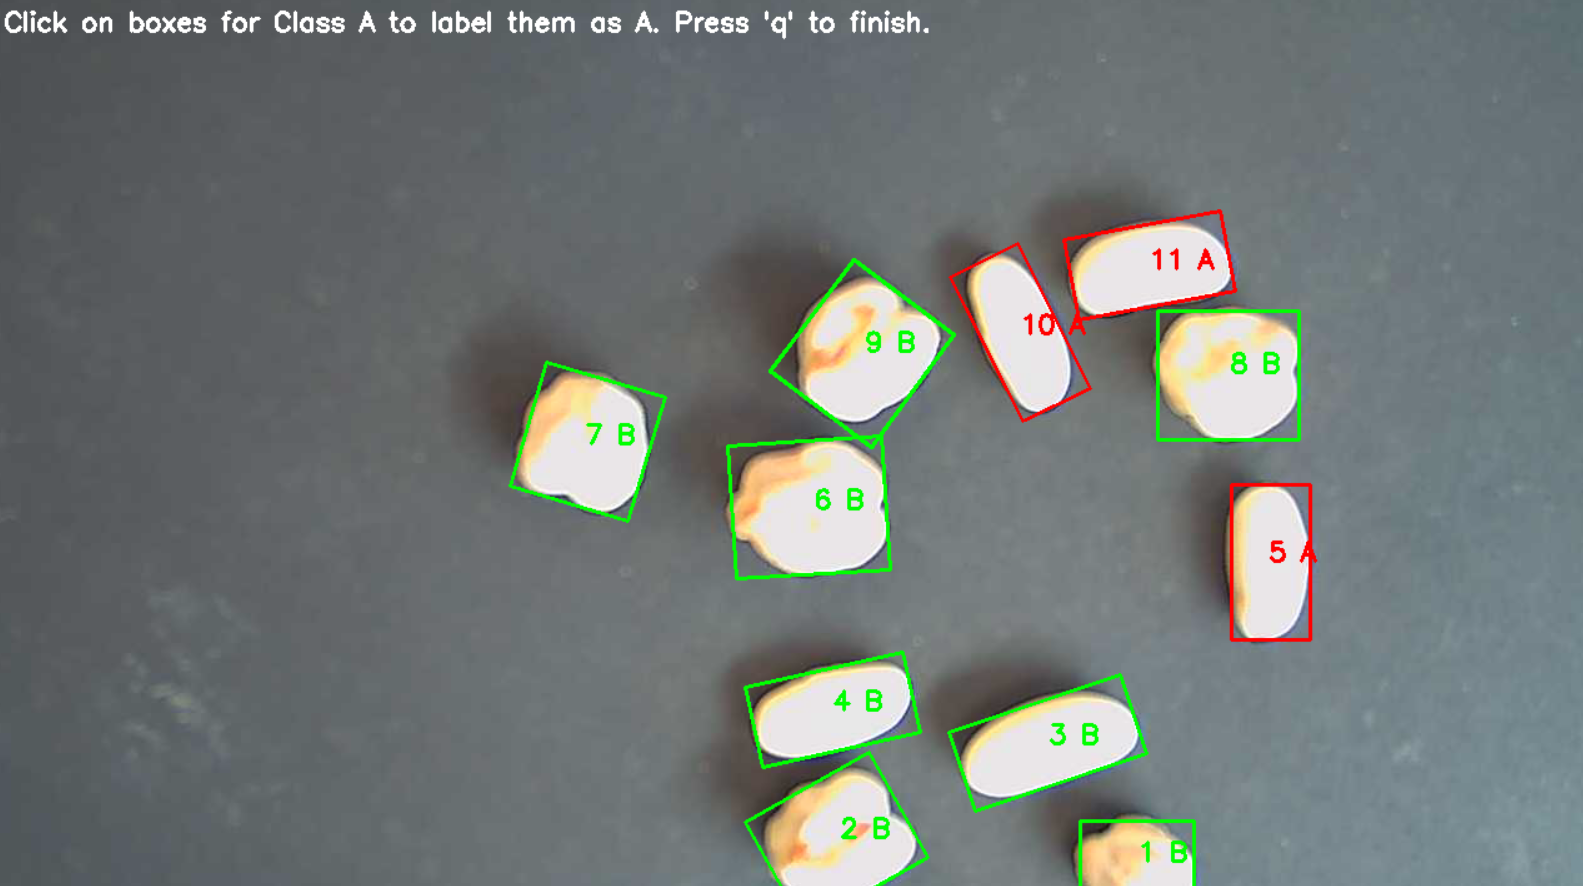 Click on boxes for Class A to label them as A. Press 'q' to finish.
11 A
10 A
9 B
8 B
7 B
6 B
5 A
4 B
3 B
2 B
1 B